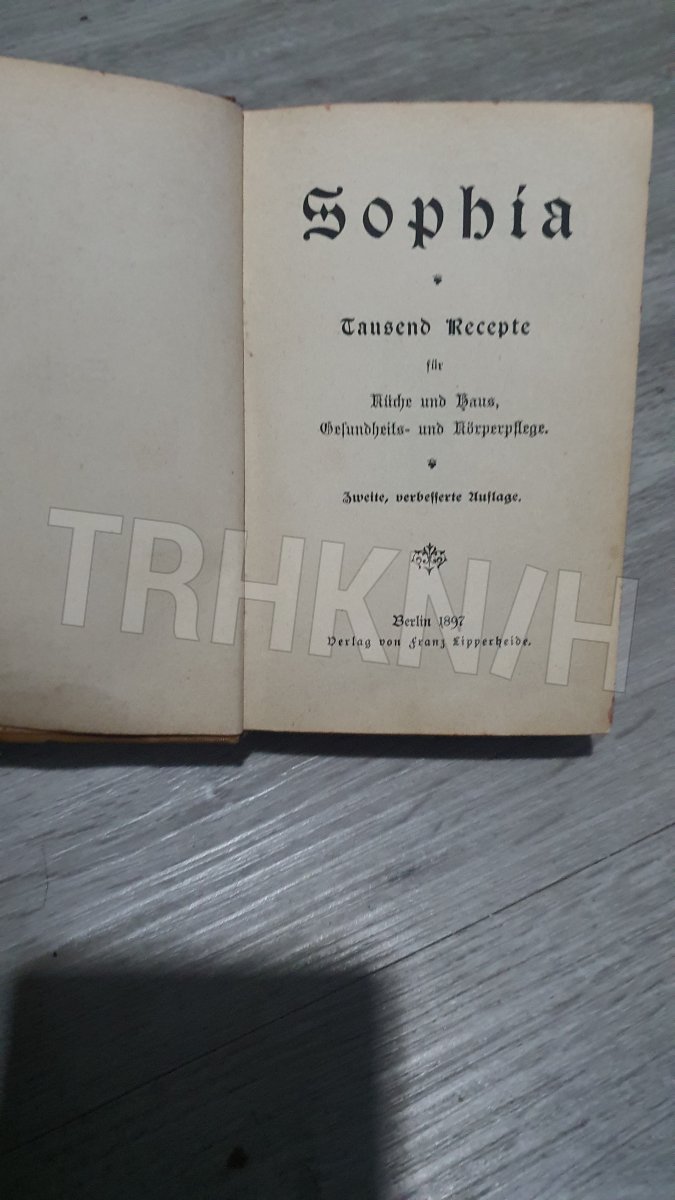 Sophia
Tausend Recepte
für
Küche und Haus,
Gesundheits- und Körperpflege.
Zweite, verbesserte Auflage.
Berlin 1897
Verlag von Franz Lipperheide.
TRHKN/H